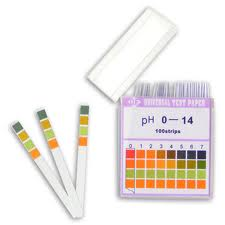 UNIVERSAL TEST PAPER
pH 0—14
100strips
0 1 2 3 4 5 6 7